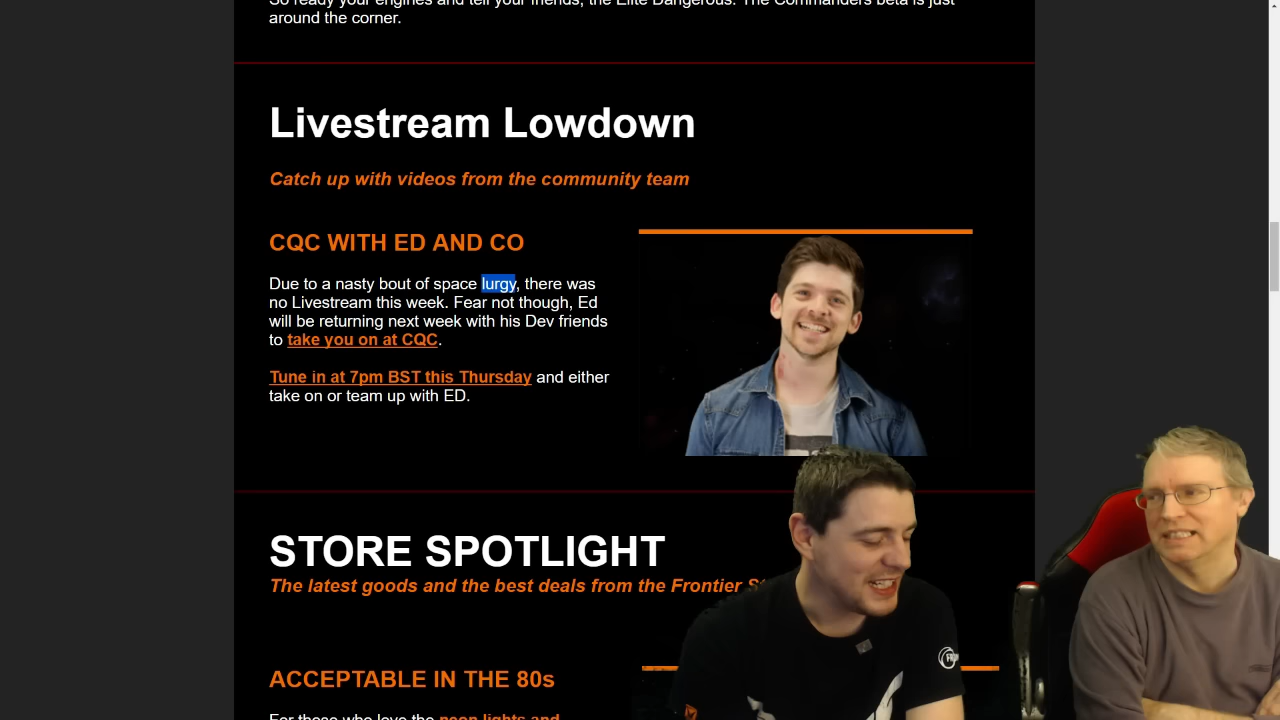 So ready your engines and tell your friends, the Elite Dangerous: The Commanders beta is just
around the corner.
Livestream Lowdown
Catch up with videos from the community team
CQC WITH ED AND CO
Due to a nasty bout of space lurgy, there was
no Livestream this week. Fear not though, Ed
will be returning next week with his Dev friends
to take you on at CQC.
Tune in at 7pm BST this Thursday and either
take on or team up with ED.
STORE SPOTLIGHT
The latest goods and the best deals from the Frontier
ACCEPTABLE IN THE 80s
For those who love the neon lights and